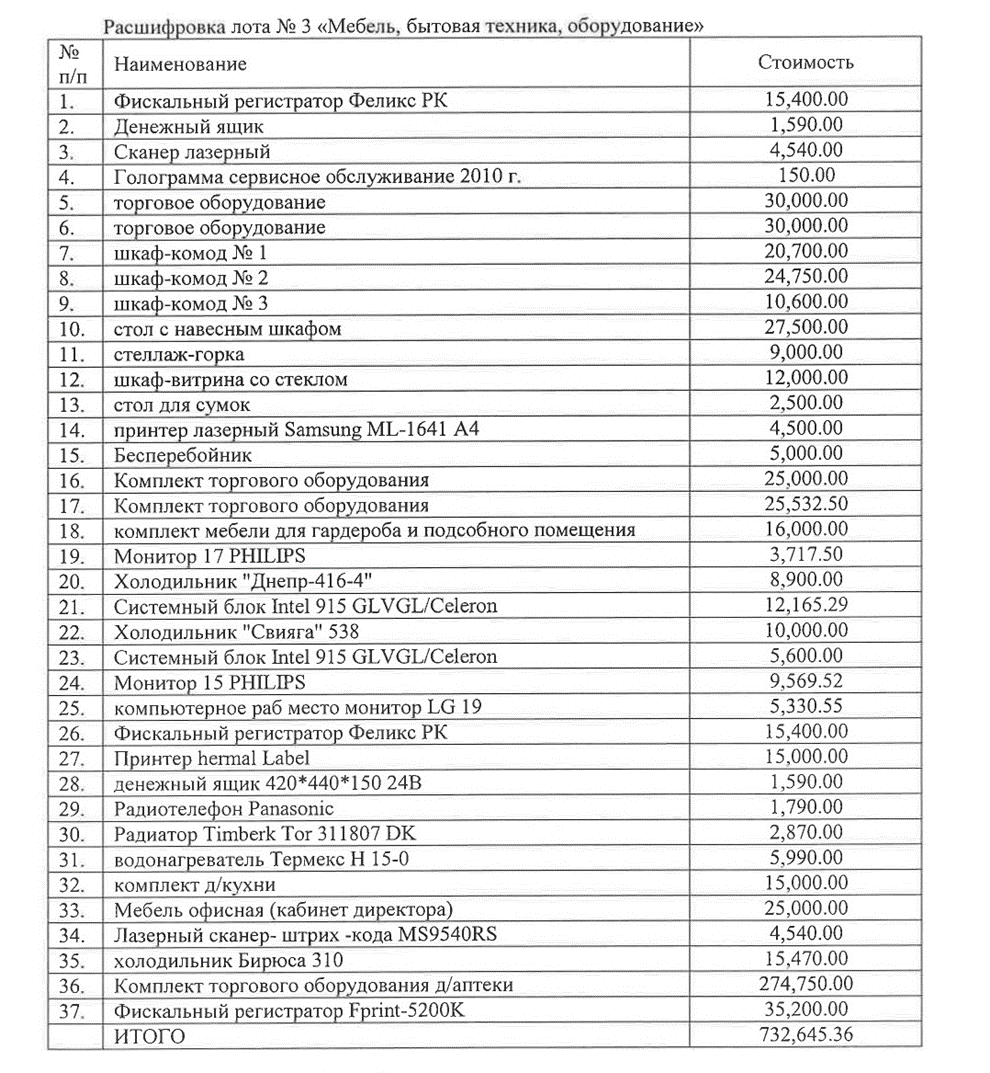 Расшифровка лота № 3 «Мебель, бытовая техника, оборудование»
№ п/п Наименование Стоимость
1. Фискальный регистратор Феликс РК 15,400.00
2. Денежный ящик 1,590.00
3. Сканер лазерный 4,540.00
4. Голограмма сервисное обслуживание 2010 г. 150.00
5. торговое оборудование 30,000.00
6. торговое оборудование 30,000.00
7. шкаф-комод № 1 20,700.00
8. шкаф-комод № 2 24,750.00
9. шкаф-комод № 3 10,600.00
10. стол с навесным шкафом 27,500.00
11. стеллаж-горка 9,000.00
12. шкаф-витрина со стеклом 12,000.00
13. стол для сумок 2,500.00
14. принтер лазерный Samsung ML-1641 A4 4,500.00
15. Бесперебойник 5,000.00
16. Комплект торгового оборудования 25,000.00
17. Комплект торгового оборудования 25,532.50
18. комплект мебели для гардероба и подсобного помещения 16,000.00
19. Монитор 17 PHILIPS 3,717.50
20. Холодильник "Днепр-416-4" 8,900.00
21. Системный блок Intel 915 GLVGL/Celeron 12,165.29
22. Холодильник "Свияга" 538 10,000.00
23. Системный блок Intel 915 GLVGL/Celeron 5,600.00
24. Монитор 15 PHILIPS 9,569.52
25. компьютерное раб место монитор LG 19 5,330.55
26. Фискальный регистратор Феликс РК 15,400.00
27. Принтер hermal Label 15,000.00
28. денежный ящик 420*440*150 24В 1,590.00
29. Радиотелефон Panasonic 1,790.00
30. Радиатор Timberk Tor 311807 DK 2,870.00
31. водонагреватель Термекс Н 15-0 5,990.00
32. комплект д/кухни 15,000.00
33. Мебель офисная (кабинет директора) 25,000.00
34. Лазерный сканер- штрих -кода MS9540RS 4,540.00
35. холодильник Бирюса 310 15,470.00
36. Комплект торгового оборудования д/аптеки 274,750.00
37. Фискальный регистратор Fprint-5200K 35,200.00
ИТОГО 732,645.36